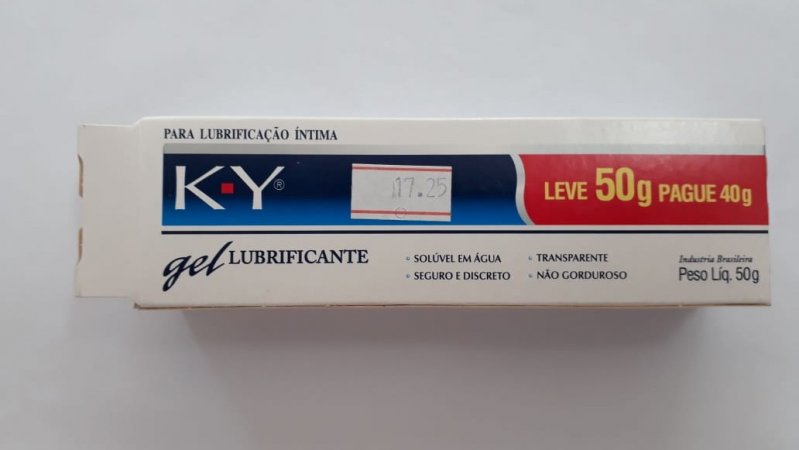 PARA LUBRIFICAÇÃO ÍNTIMA
K·Y®
17.25
LEVE 50g PAGUE 40g
gel LUBRIFICANTE
• SOLÚVEL EM ÁGUA
• SEGURO E DISCRETO
• TRANSPARENTE
• NÃO GORDUROSO
Industria Brasileira
Peso Líq. 50g